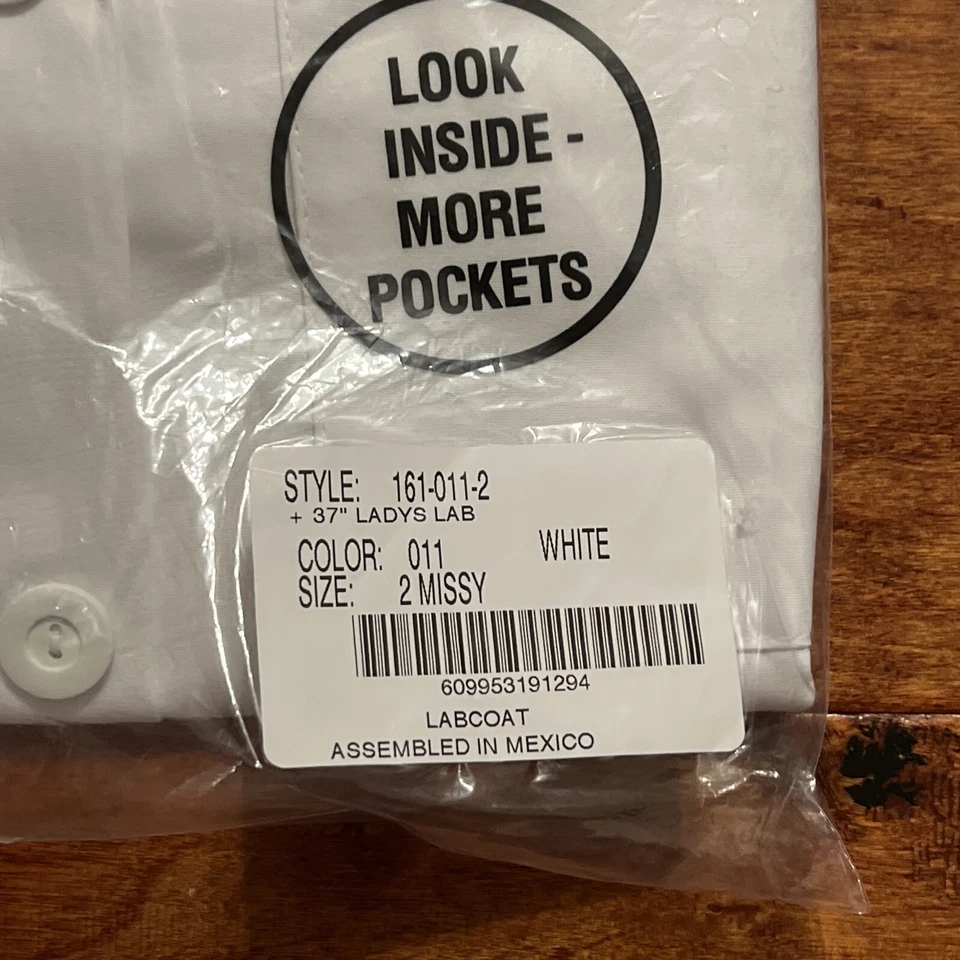 LOOK
INSIDE -
MORE
POCKETS
STYLE: 161-011-2
+ 37" LADYS LAB
COLOR: 011 WHITE
SIZE: 2 MISSY
609953191294
LABCOAT
ASSEMBLED IN MEXICO